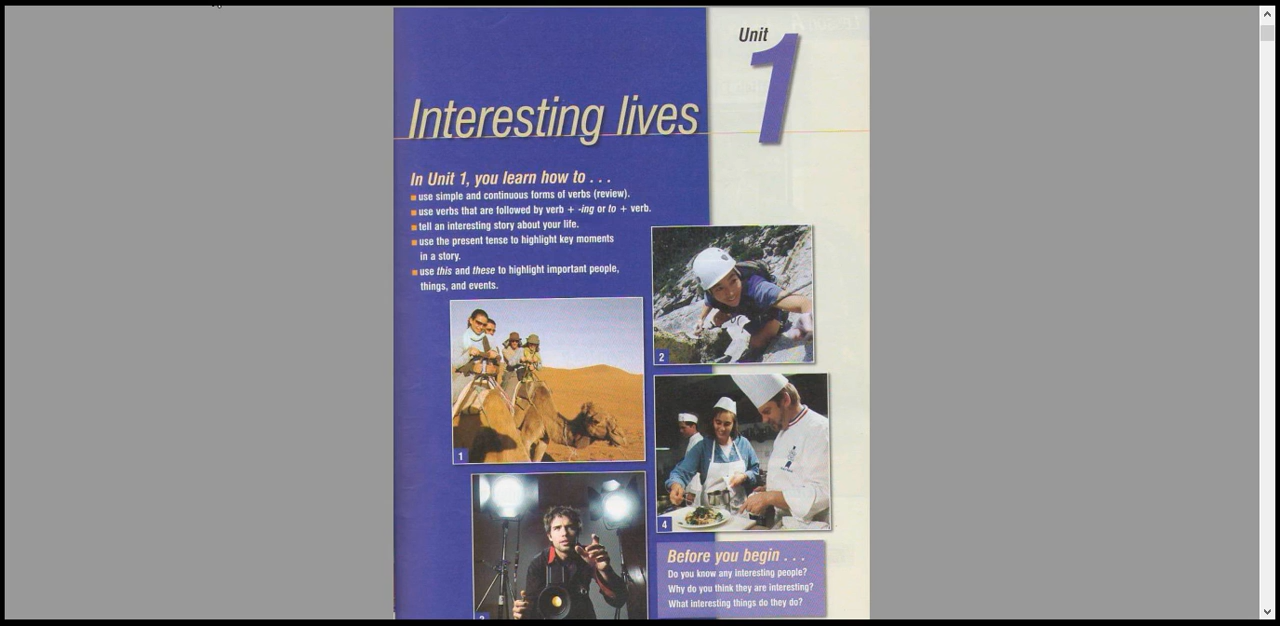 Unit
1
Interesting lives
In Unit 1, you learn how to . . .
■ use simple and continuous forms of verbs (review).
■ use verbs that are followed by verb + -ing or to + verb.
■ tell an interesting story about your life.
■ use the present tense to highlight key moments
in a story.
■ use this and these to highlight important people,
things, and events.
2
1
4
Before you begin . . .
Do you know any interesting people?
Why do you think they are interesting?
What interesting things do they do?